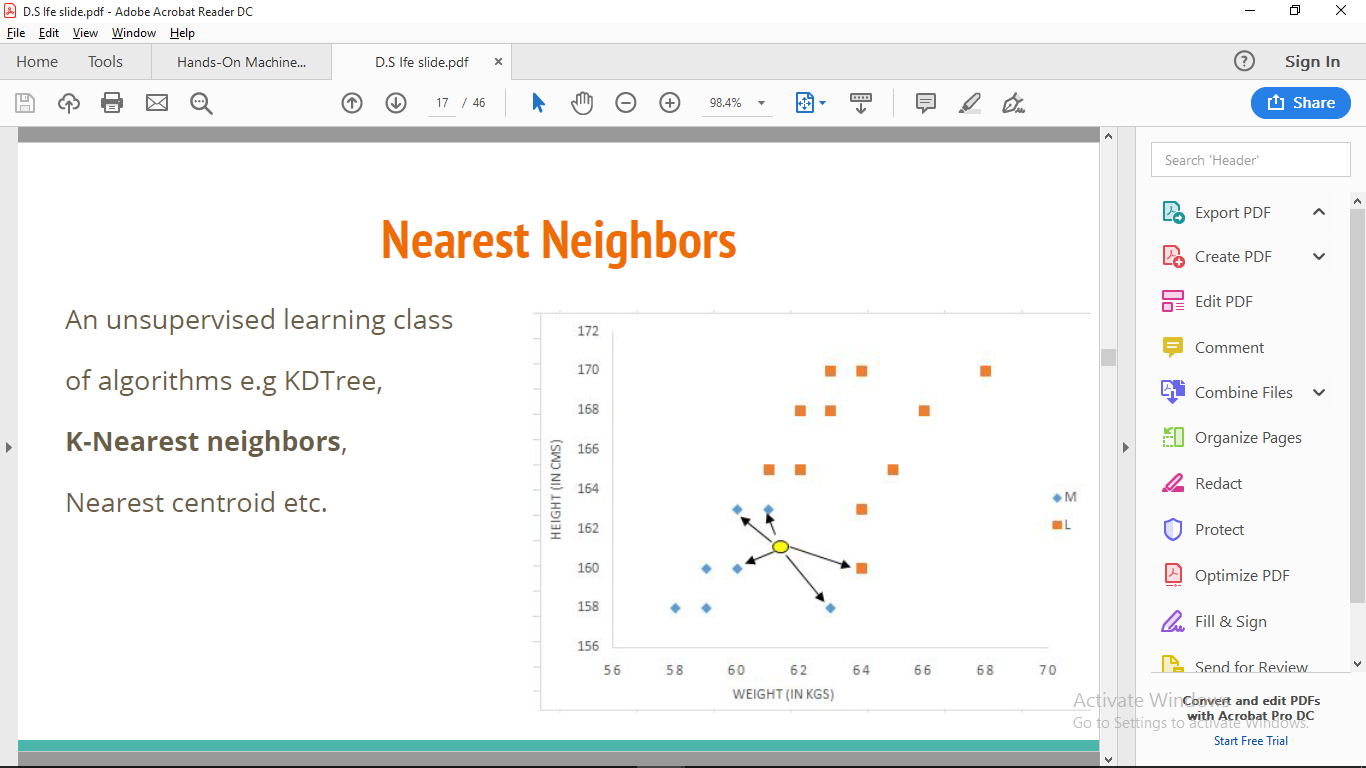 D.S Ife slide.pdf - Adobe Acrobat Reader DC
File Edit View Window Help
Home Tools Hands-On Machine... D.S Ife slide.pdf × Sign In
17 / 46 98.4% Share
Nearest Neighbors
An unsupervised learning class
of algorithms e.g KDTree,
K-Nearest neighbors,
Nearest centroid etc.
172
170
168
166
164
162
160
158
156
HEIGHT (IN CMS)
56 58 60 62 64 66 68 70
WEIGHT (IN KGS)
M
L
Search 'Header'
Export PDF
Create PDF
Edit PDF
Comment
Combine Files
Organize Pages
Redact
Protect
Optimize PDF
Fill & Sign
Send for Review
Convert and edit PDFs
with Acrobat Pro DC
Start Free Trial
Activate Windows
Go to Settings to activate Windows.